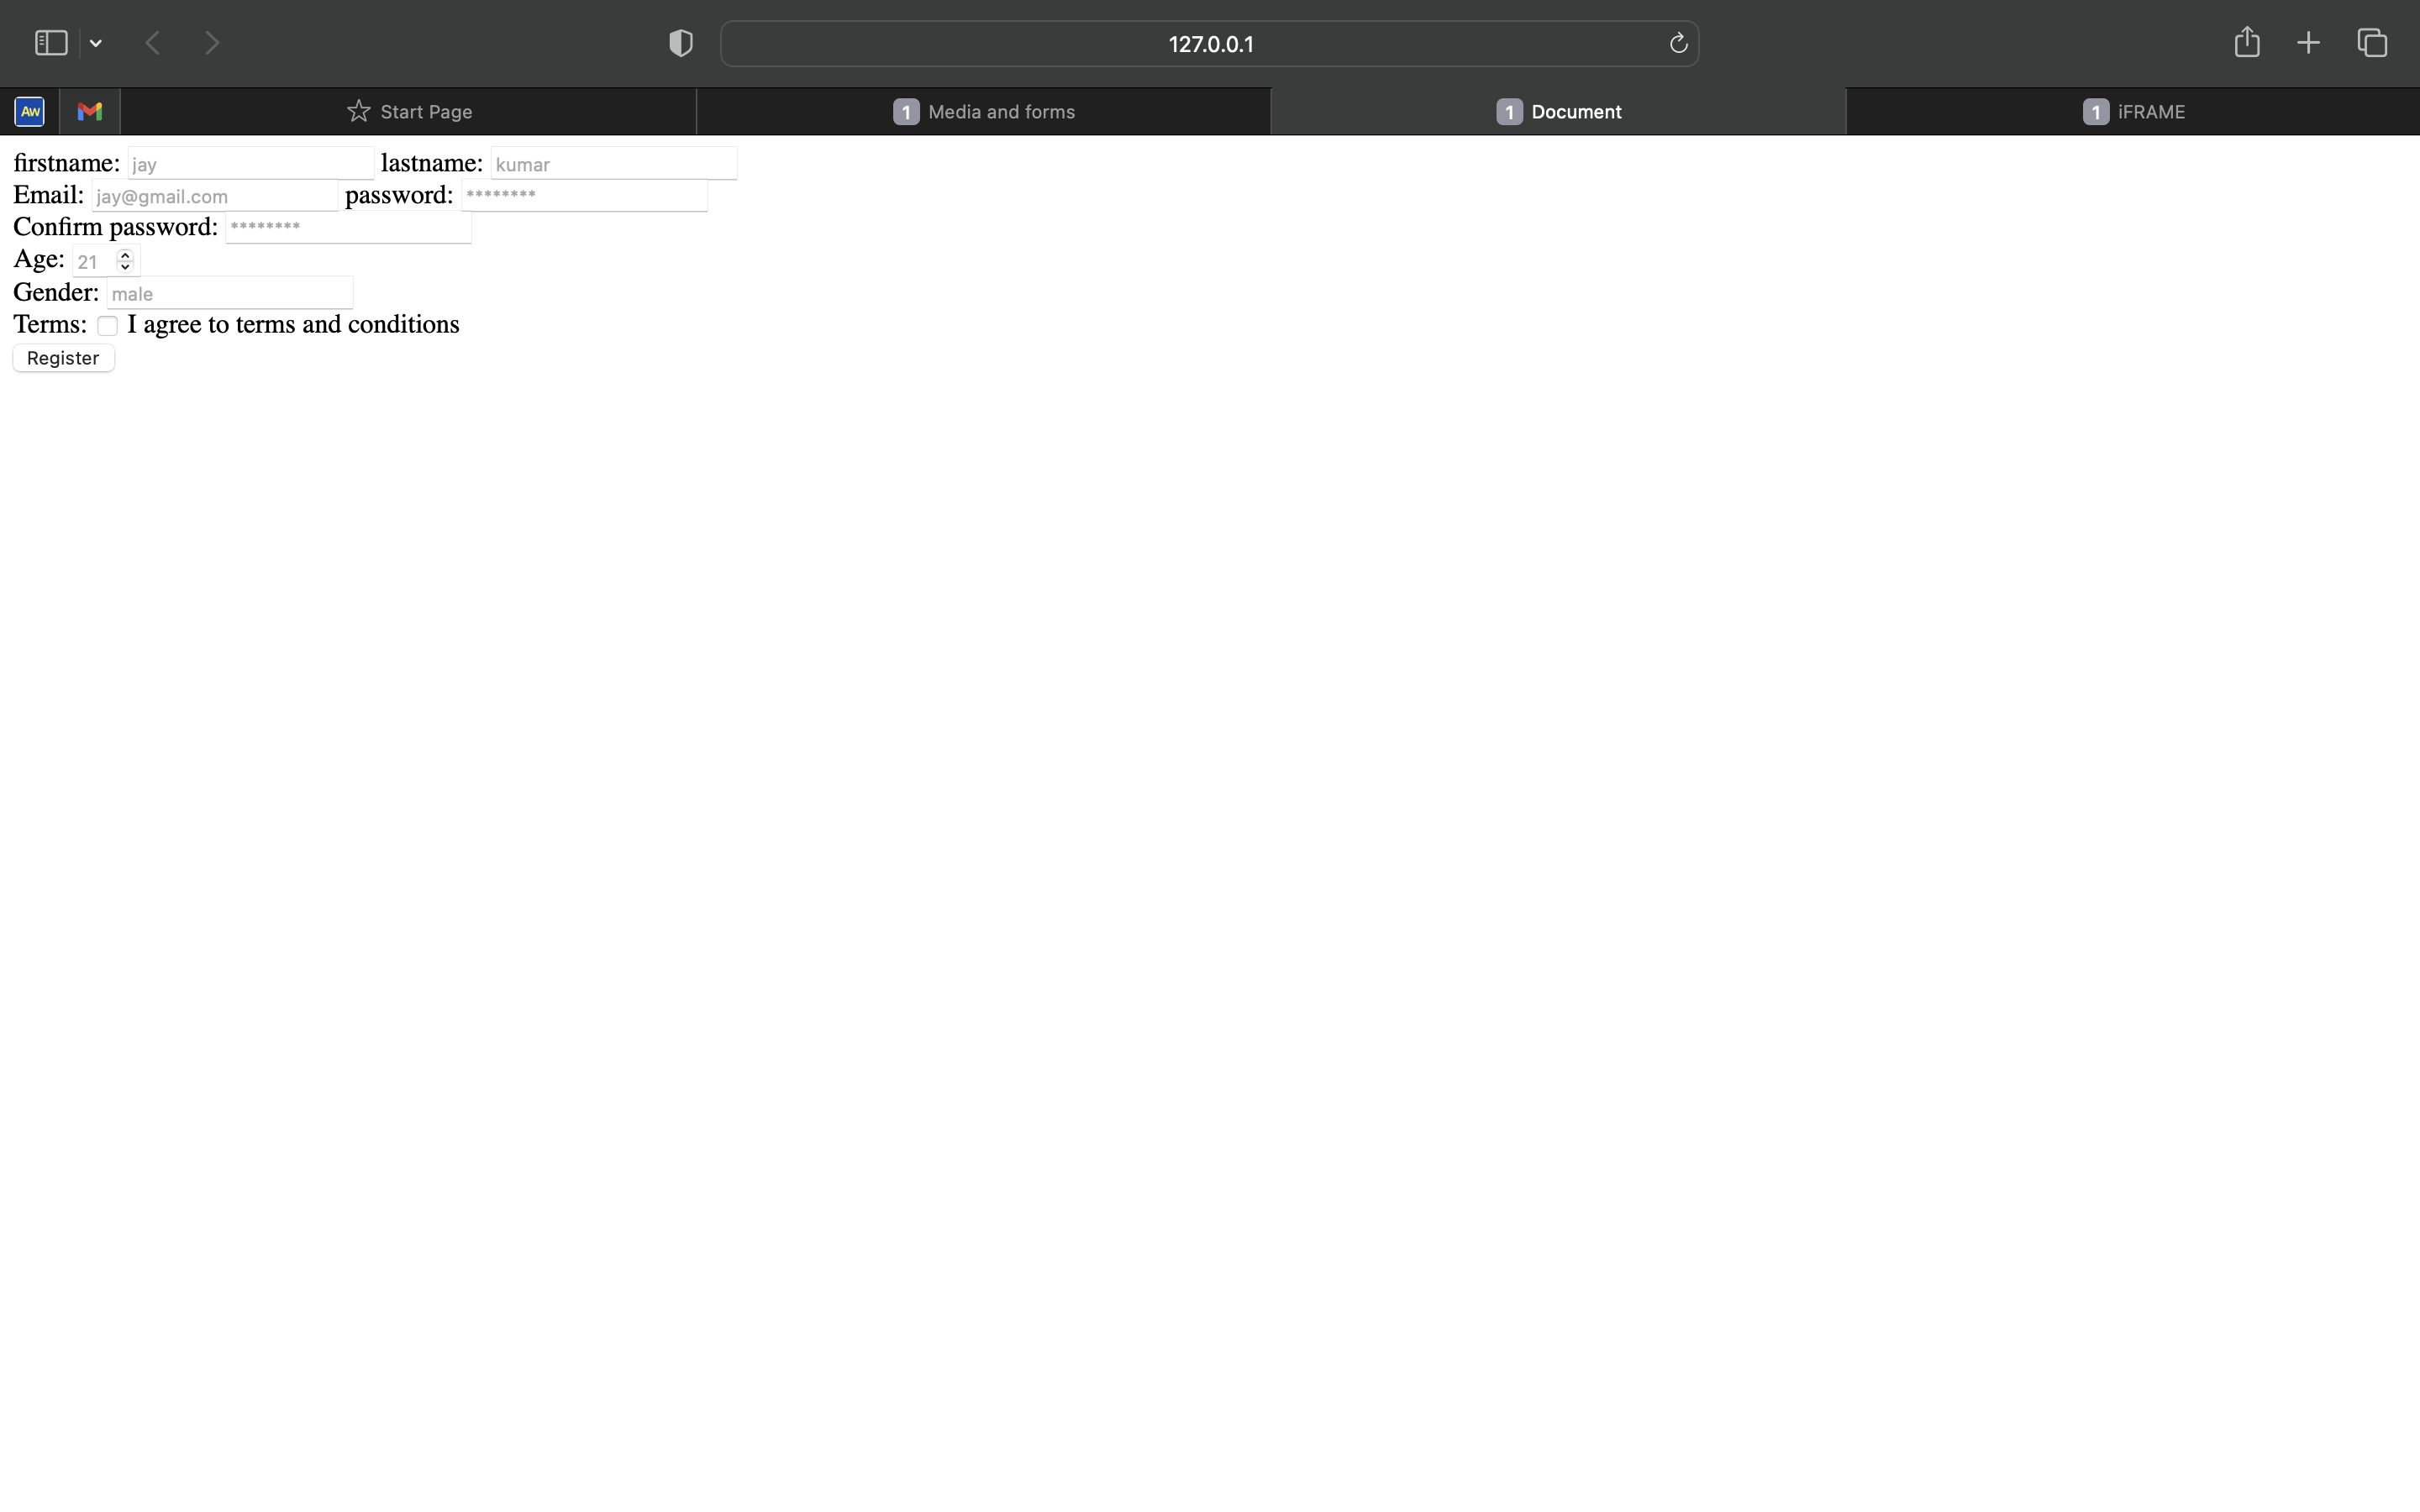 127.0.0.1
Aw Start Page 1 Media and forms 1 Document 1 iFRAME
firstname: jay lastname: kumar
Email: jay@gmail.com password: ********
Confirm password: ********
Age: 21
Gender: male
Terms: I agree to terms and conditions
Register